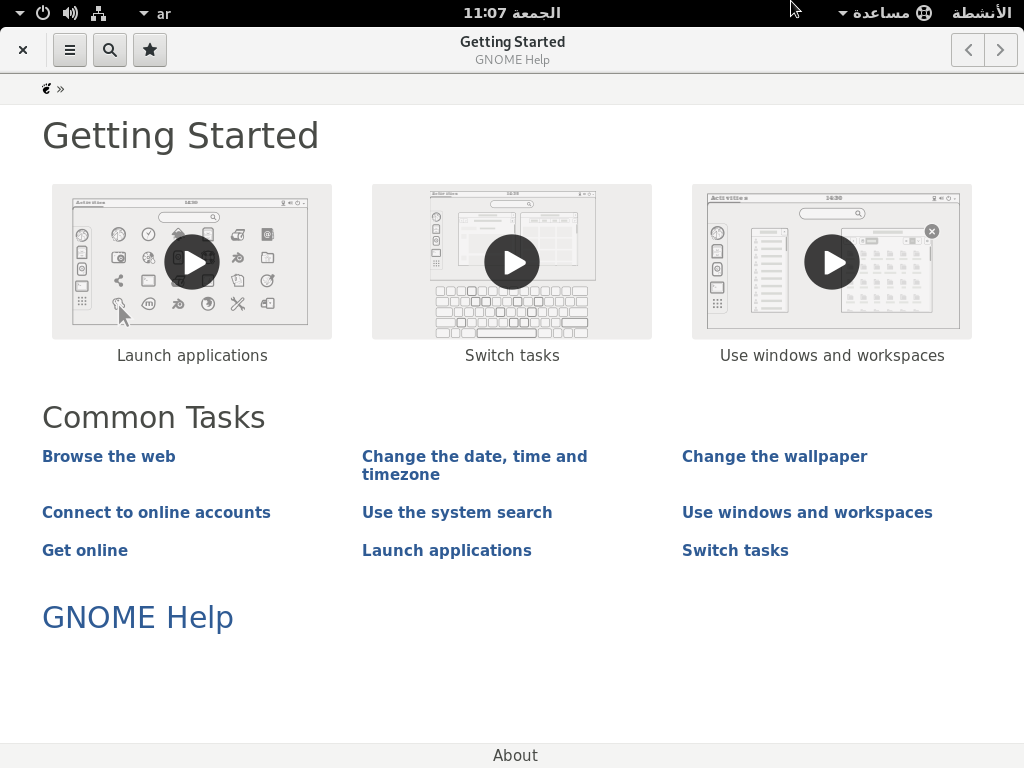 ar
الجمعة 11:07
مساعدة
الأنشطة
Getting Started
GNOME Help
»
Getting Started
Launch applications
Switch tasks
Use windows and workspaces
Common Tasks
Browse the web
Change the date, time and
timezone
Change the wallpaper
Connect to online accounts
Use the system search
Use windows and workspaces
Get online
Launch applications
Switch tasks
GNOME Help
About